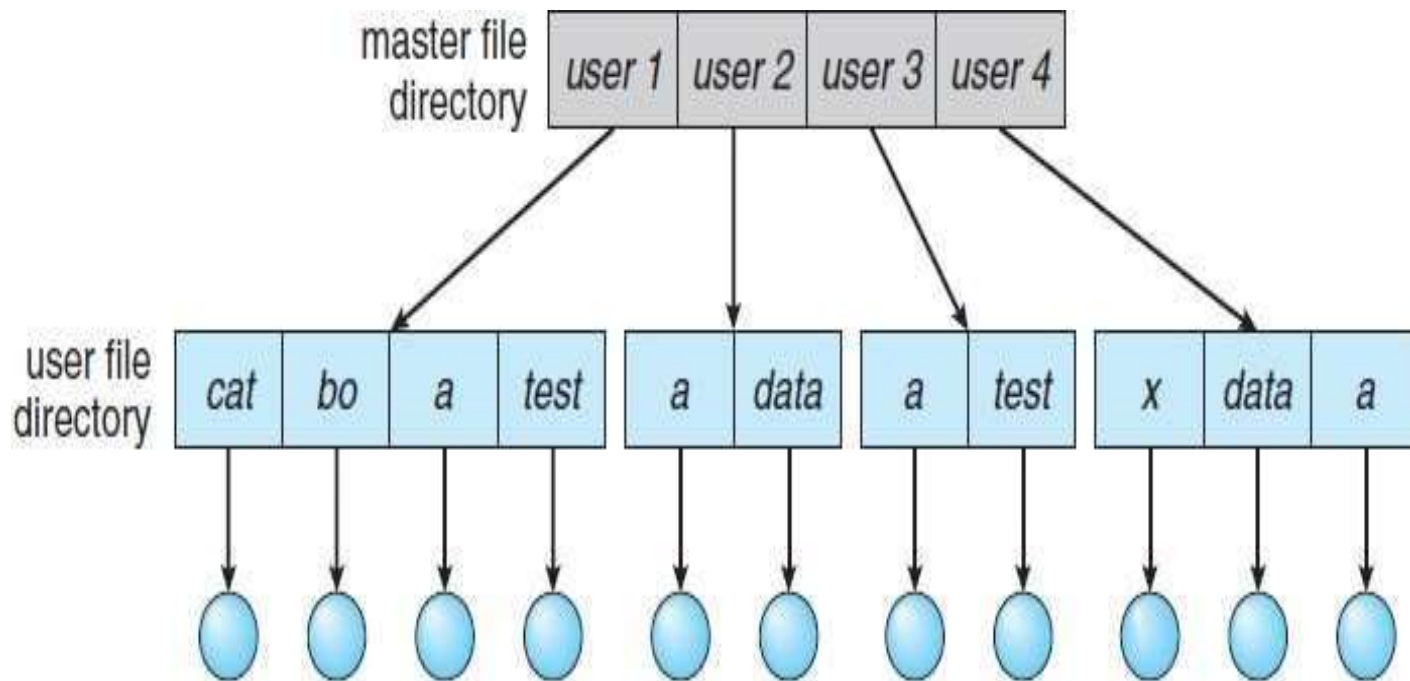 master file
directory
user 1 user 2 user 3 user 4
user file
directory
cat bo a test a data a test x data a